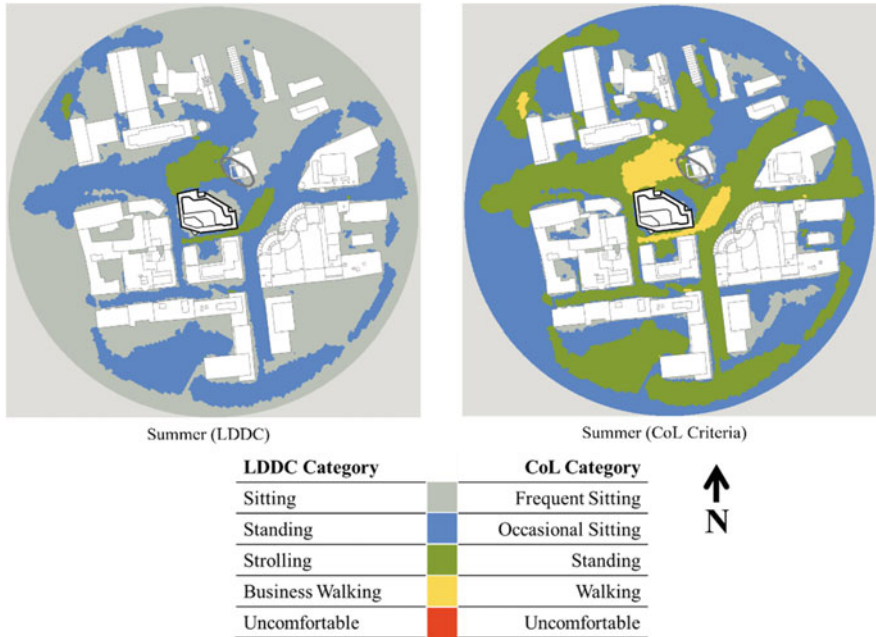 Summer (LDDC)
Summer (CoL Criteria)
LDDC Category CoL Category
Sitting Frequent Sitting
Standing Occasional Sitting
Strolling Standing
Business Walking Walking
Uncomfortable Uncomfortable
N